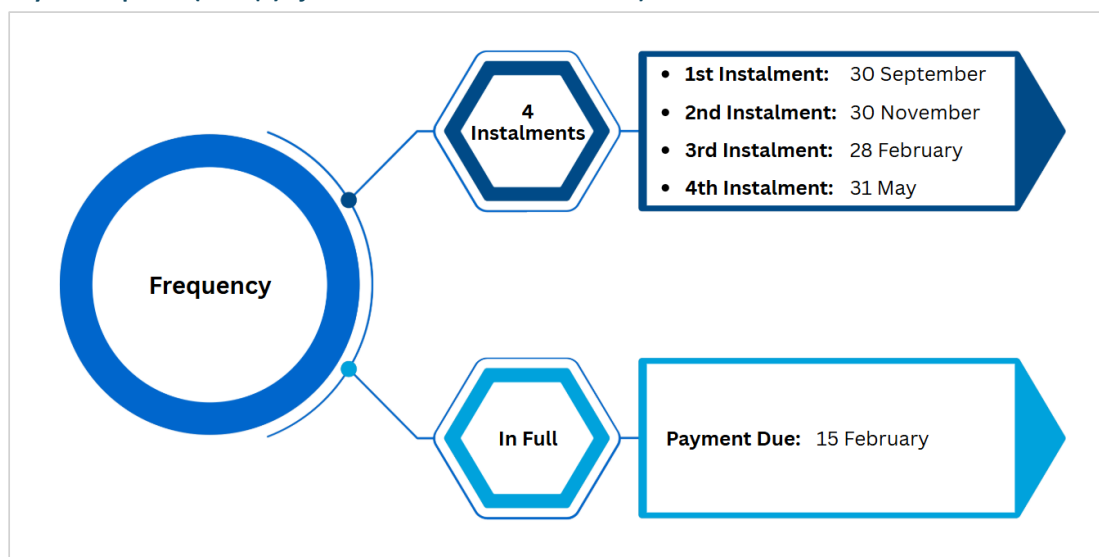 Frequency
4
Instalments
1st Instalment: 30 September
2nd Instalment: 30 November
3rd Instalment: 28 February
4th Instalment: 31 May
In Full
Payment Due: 15 February